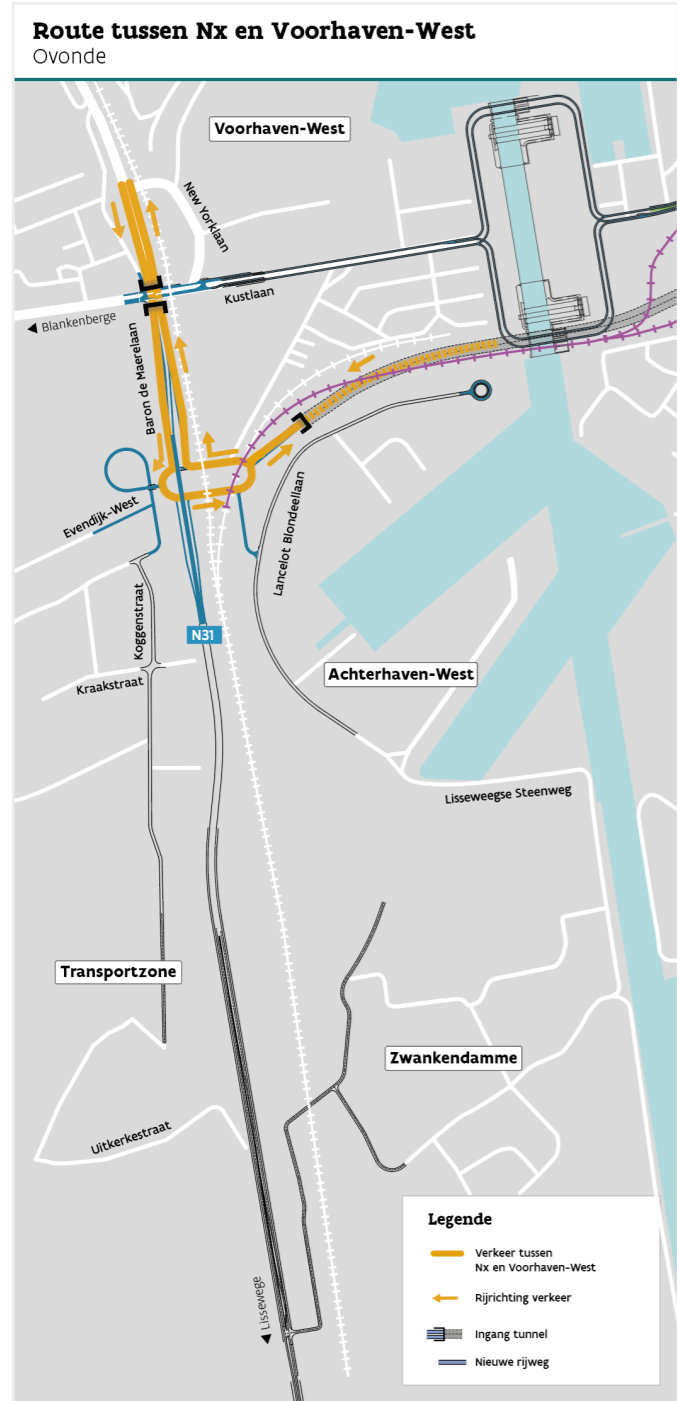 Route tussen Nx en Voorhaven-West
Ovonde
Voorhaven-West
New Yorklaan
Kustlaan
Blankenberge
Baron de Maerelaan
Evendijk-West
Lancelot Blondeellaan
Koggenstraat
N31
Kraakstraat
Achterhaven-West
Lisseweegse Steenweg
Transportzone
Zwankendamme
Uitkerkestraat
Lissewege
Legende
Verkeer tussen
Nx en Voorhaven-West
Rijrichting verkeer
Ingang tunnel
Nieuwe rijweg